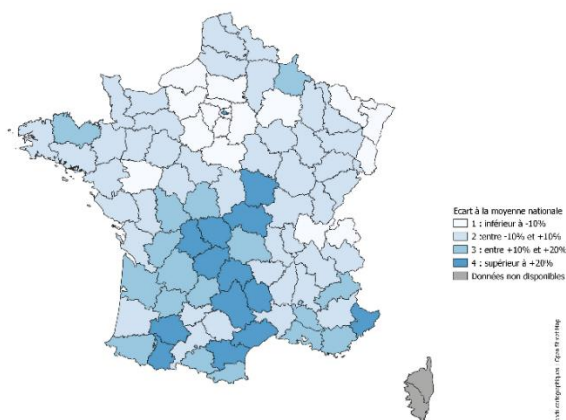 Ecart à la moyenne nationale
1 : inférieur à -10%
2 :entre -10% et +10%
3 : entre +10% et +20%
4 : supérieur à +20%
Données non disponibles